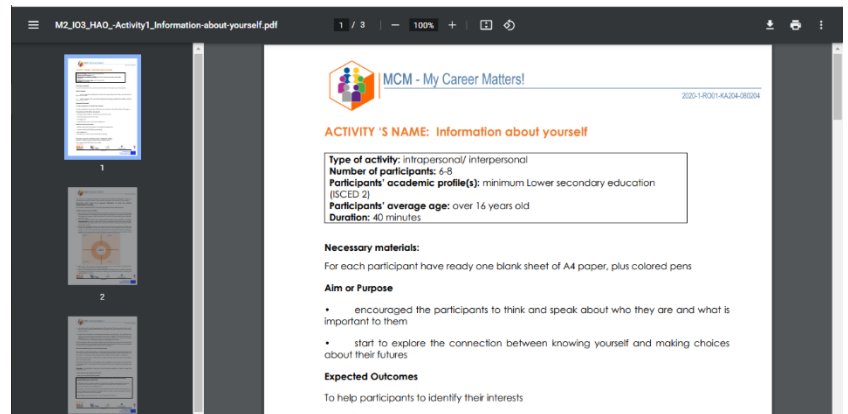 M2_IO3_HAO_-Activity1_Information-about-yourself.pdf
1 / 3
100%
MCM - My Career Matters!
2020-1-RO01-KA204-080204
ACTIVITY 'S NAME: Information about yourself
Type of activity: intrapersonal/ interpersonal
Number of participants: 6-8
Participants' academic profile(s): minimum Lower secondary education
(ISCED 2)
Participants' average age: over 16 years old
Duration: 40 minutes
Necessary materials:
For each participant have ready one blank sheet of A4 paper, plus colored pens
Aim or Purpose
• encouraged the participants to think and speak about who they are and what is
important to them
• start to explore the connection between knowing yourself and making choices
about their futures
Expected Outcomes
To help participants to identify their interests
1
2